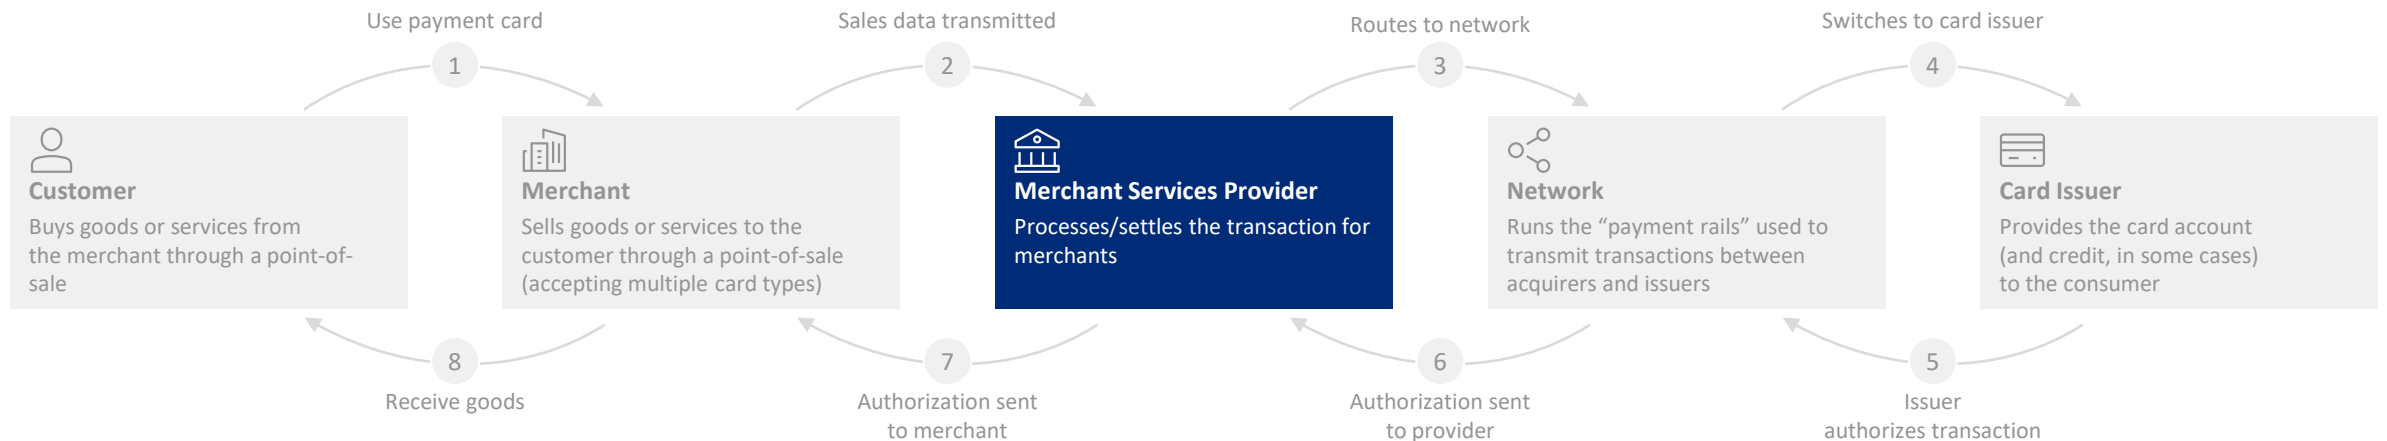 Use payment card
Sales data transmitted
Routes to network
Switches to card issuer
1
2
3
4
Customer
Buys goods or services from
the merchant through a point-of-
sale
Merchant
Sells goods or services to the
customer through a point-of-sale
(accepting multiple card types)
Merchant Services Provider
Processes/settles the transaction for
merchants
Network
Runs the “payment rails” used to
transmit transactions between
acquirers and issuers
Card Issuer
Provides the card account
(and credit, in some cases)
to the consumer
8
7
6
5
Receive goods
Authorization sent
to merchant
Authorization sent
to provider
Issuer
authorizes transaction